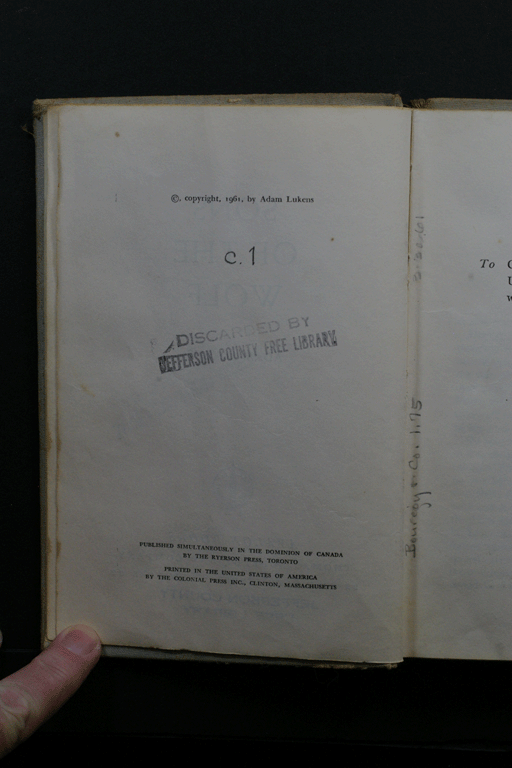 ©, copyright, 1961, by Adam Lukens
c.1
DISCARDED BY
JEFFERSON COUNTY FREE LIBRARY
PUBLISHED SIMULTANEOUSLY IN THE DOMINION OF CANADA
BY THE RYERSON PRESS, TORONTO
PRINTED IN THE UNITED STATES OF AMERICA
BY THE COLONIAL PRESS INC., CLINTON, MASSACHUSETTS
Co. 1.75
To